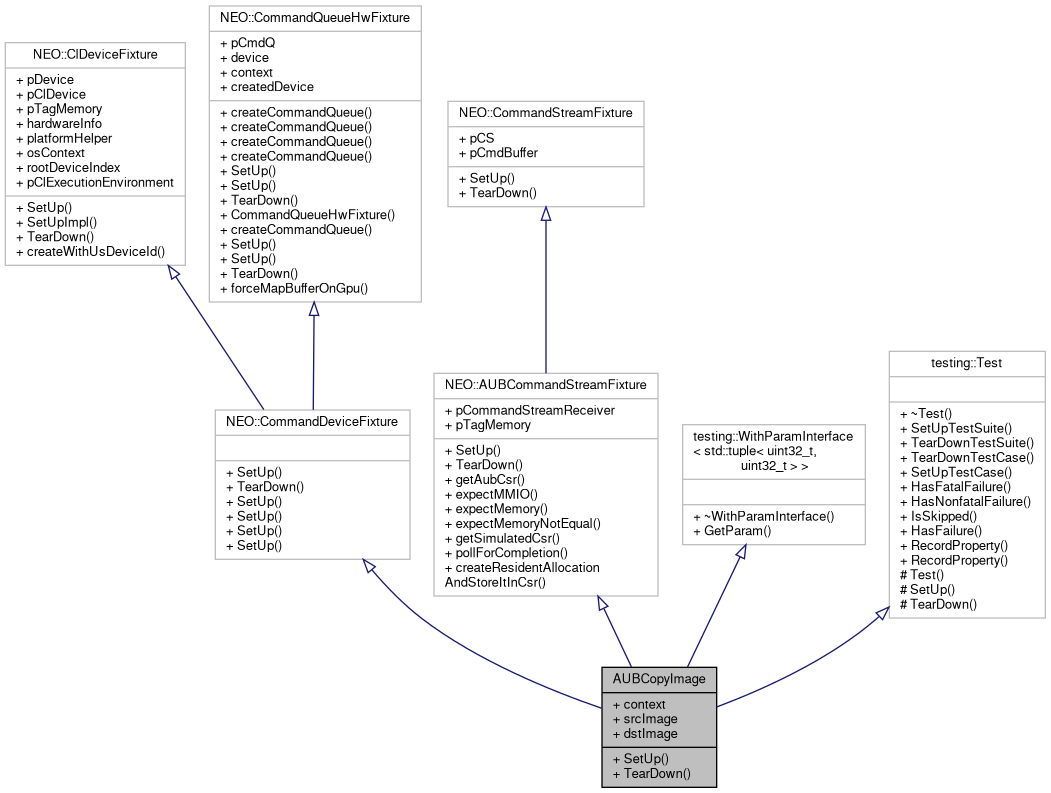 NEO::ClDeviceFixture
+ pDevice
+ pClDevice
+ pTagMemory
+ hardwareInfo
+ platformHelper
+ osContext
+ rootDeviceIndex
+ pClExecutionEnvironment
+ SetUp()
+ SetUpImpl()
+ TearDown()
+ createWithUsDeviceId()
NEO::CommandQueueHwFixture
+ pCmdQ
+ device
+ context
+ createdDevice
+ createCommandQueue()
+ createCommandQueue()
+ createCommandQueue()
+ createCommandQueue()
+ SetUp()
+ SetUp()
+ TearDown()
+ CommandQueueHwFixture()
+ createCommandQueue()
+ SetUp()
+ SetUp()
+ TearDown()
+ forceMapBufferOnGpu()
NEO::CommandStreamFixture
+ pCS
+ pCmdBuffer
+ SetUp()
+ TearDown()
NEO::CommandDeviceFixture
+ SetUp()
+ TearDown()
+ SetUp()
+ SetUp()
+ SetUp()
+ SetUp()
NEO::AUBCommandStreamFixture
+ pCommandStreamReceiver
+ pTagMemory
+ SetUp()
+ TearDown()
+ getAubCsr()
+ expectMMIO()
+ expectMemory()
+ expectMemoryNotEqual()
+ getSimulatedCsr()
+ pollForCompletion()
+ createResidentAllocation
AndStoreItInCsr()
testing::WithParamInterface
< std::tuple< uint32_t,
uint32_t > >
+ ~WithParamInterface()
+ GetParam()
testing::Test
+ ~Test()
+ SetUpTestSuite()
+ TearDownTestSuite()
+ TearDownTestCase()
+ SetUpTestCase()
+ HasFatalFailure()
+ HasNonfatalFailure()
+ IsSkipped()
+ HasFailure()
+ RecordProperty()
+ RecordProperty()
# Test()
# SetUp()
# TearDown()
AUBCopyImage
+ context
+ srcImage
+ dstImage
+ SetUp()
+ TearDown()